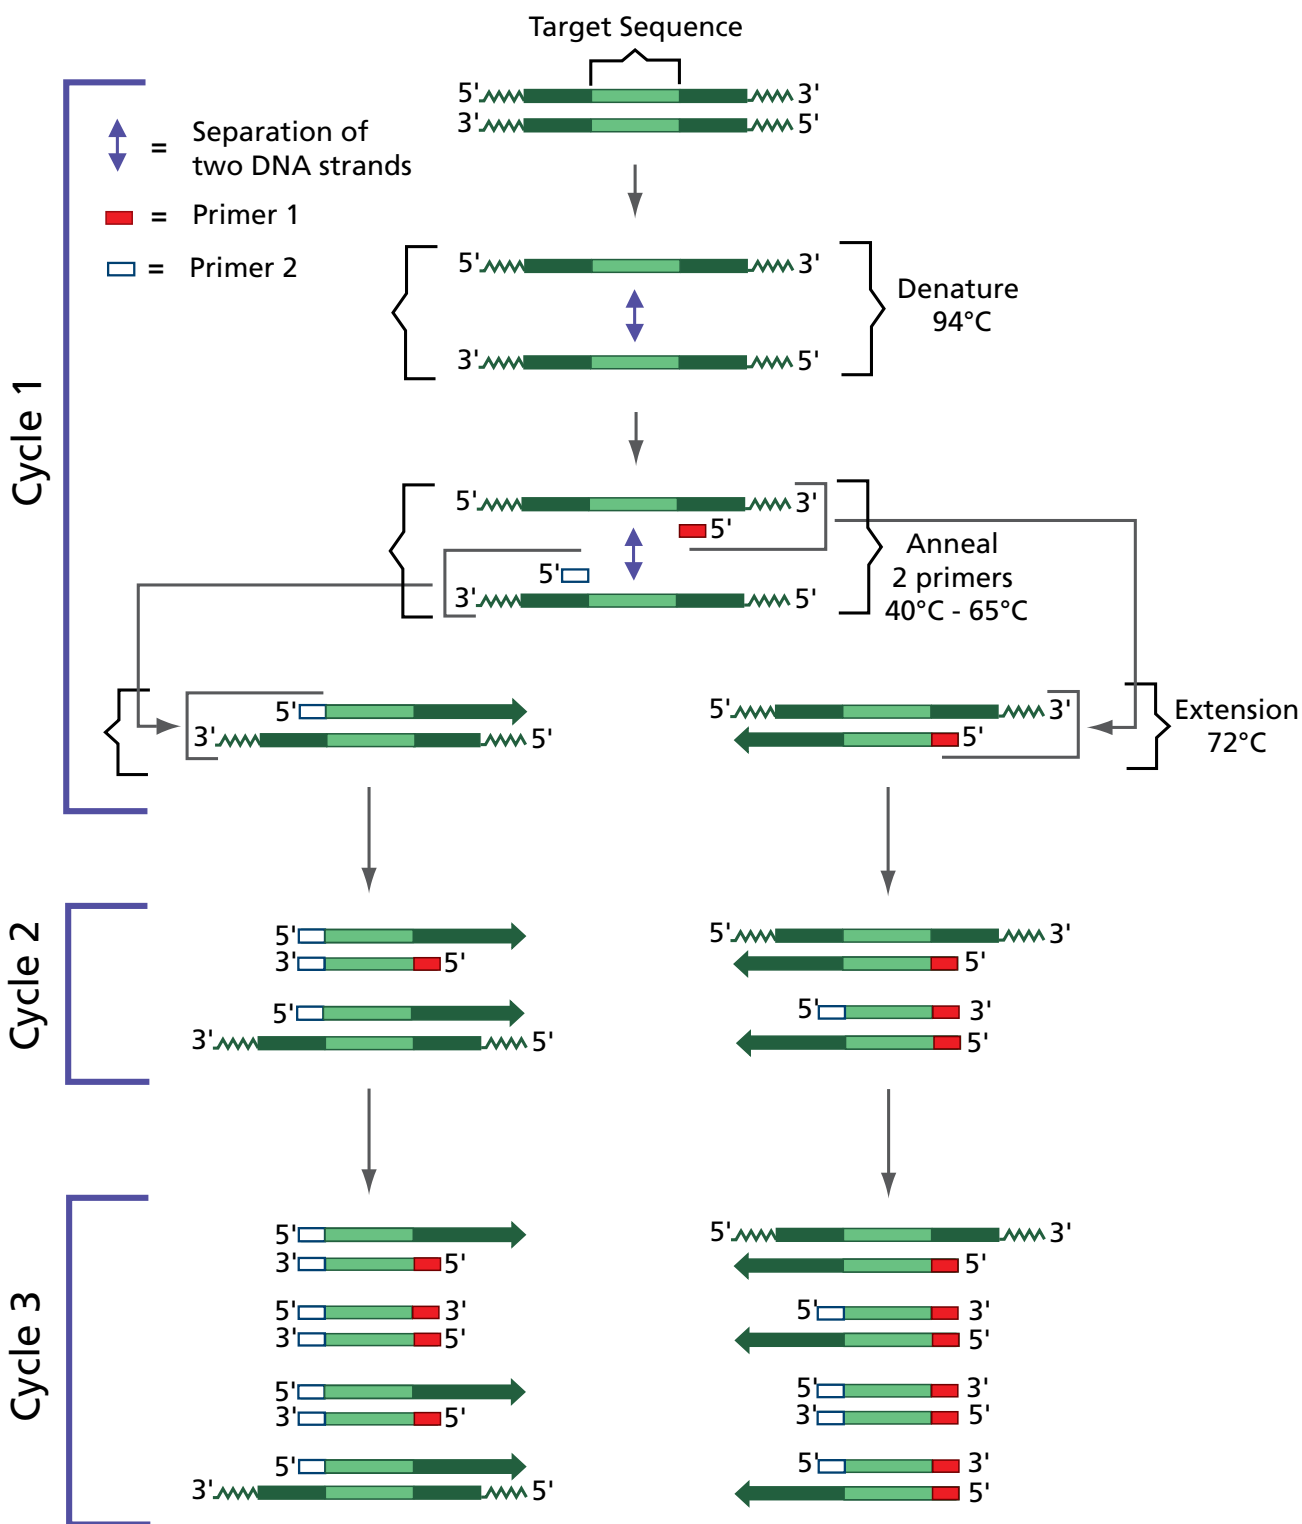 Target Sequence
5' 3'
3' 5'
= Separation of
two DNA strands
= Primer 1
= Primer 2
Cycle 1
5' 3'
Denature
94°C
3' 5'
5' 3'
5'
Anneal
2 primers
40°C - 65°C
5'
3' 5'
5'
3' 5'
5' 3'
5'
Extension
72°C
Cycle 2
5'
3' 5'
5'
3' 5'
5' 3'
5'
5' 3'
5'
Cycle 3
5'
3' 5'
5' 3'
3' 5'
5'
3' 5'
5'
3' 5'
5' 3'
5'
5' 3'
5'
5' 3'
3' 5'
5' 3'
5'